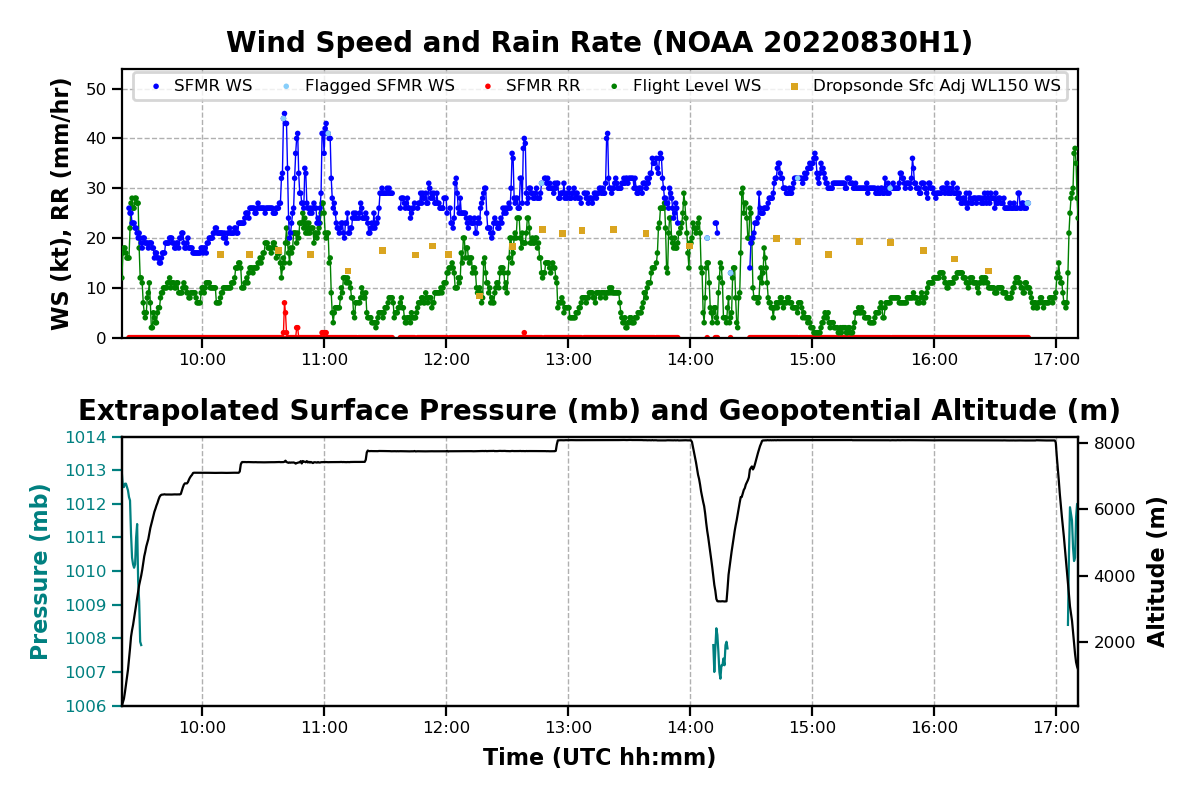 Wind Speed and Rain Rate (NOAA 20220830H1)
SFMR WS Flagged SFMR WS SFMR RR Flight Level WS Dropsonde Sfc Adj WL150 WS
WS (kt), RR (mm/hr)
50
40
30
20
10
0
10:00 11:00 12:00 13:00 14:00 15:00 16:00 17:00
Extrapolated Surface Pressure (mb) and Geopotential Altitude (m)
Pressure (mb)
1014
1013
1012
1011
1010
1009
1008
1007
1006
8000
6000
4000
2000
Altitude (m)
10:00 11:00 12:00 13:00 14:00 15:00 16:00 17:00
Time (UTC hh:mm)